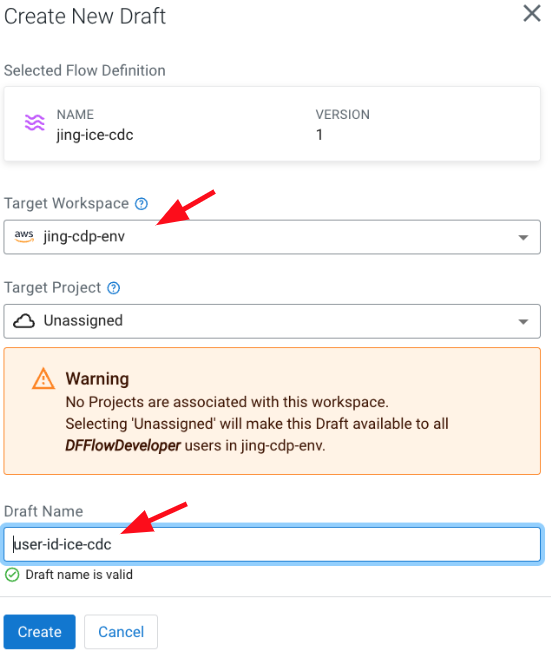 Create New Draft
Selected Flow Definition
NAME VERSION
jing-ice-cdc 1
Target Workspace ?
aws jing-cdp-env
Target Project ?
Unassigned
Warning
No Projects are associated with this workspace.
Selecting 'Unassigned' will make this Draft available to all
DFFlowDeveloper users in jing-cdp-env.
Draft Name
user-id-ice-cdc
Draft name is valid
Create Cancel